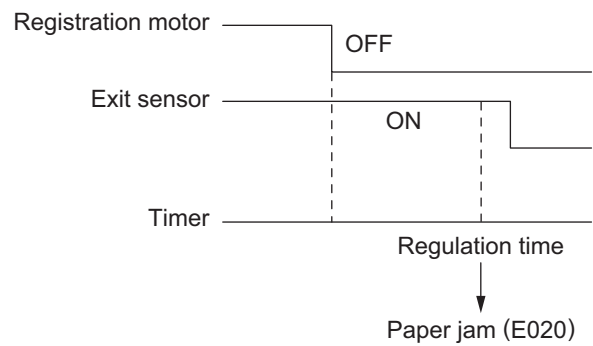 Registration motor
OFF
Exit sensor
ON
Timer
Regulation time
Paper jam (E020)